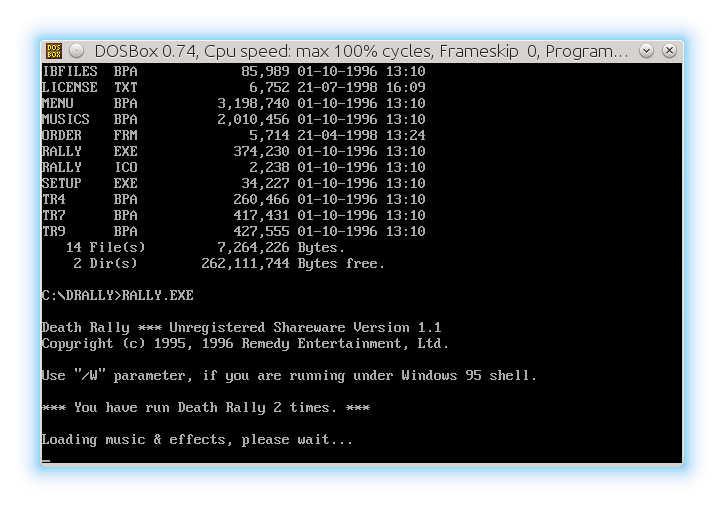 DOS BOX DOSBox 0.74, Cpu speed: max 100% cycles, Frameskip 0, Program...
IBFILES  BPA             85,989 01-10-1996 13:10
LICENSE  TXT              6,752 21-07-1998 16:09
MENU     BPA          3,198,740 01-10-1996 13:10
MUSICS   BPA          2,010,456 01-10-1996 13:10
ORDER    FRM              5,714 21-04-1998 13:24
RALLY    EXE            374,230 01-10-1996 13:10
RALLY    ICO              2,238 01-10-1996 13:10
SETUP    EXE             34,227 01-10-1996 13:10
TR4      BPA            260,466 01-10-1996 13:10
TR7      BPA            417,431 01-10-1996 13:10
TR9      BPA            427,555 01-10-1996 13:10
   14 File(s)         7,264,226 Bytes.
    2 Dir(s)        262,111,744 Bytes free.
C:\DRALLY>RALLY.EXE
Death Rally *** Unregistered Shareware Version 1.1
Copyright (c) 1995, 1996 Remedy Entertainment, Ltd.
Use "/W" parameter, if you are running under Windows 95 shell.
*** You have run Death Rally 2 times. ***
Loading music & effects, please wait...
_